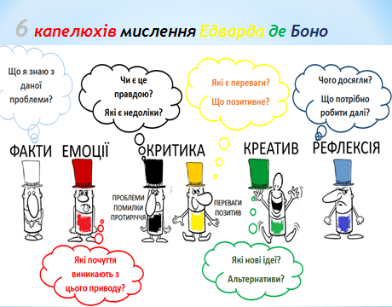 6 капелюхів мислення Едварда де Боно
Що я знаю з
даної
проблеми?
Чи є це
правдою?
Які є недоліки?
Які є переваги?
Що позитивне?
Чого досягли?
Що потрібно
робити далі?
ФАКТИ
ЕМОЦІЇ
КРИТИКА
КРЕАТИВ
РЕФЛЕКСІЯ
ПРОБЛЕМИ
ПОМИЛКИ
ПРОТИРІЧЧЯ
ПЕРЕВАГИ
ПОЗИТИВ
Які почуття
виникають з
цього приводу?
Які нові ідеї?
Альтернативи?